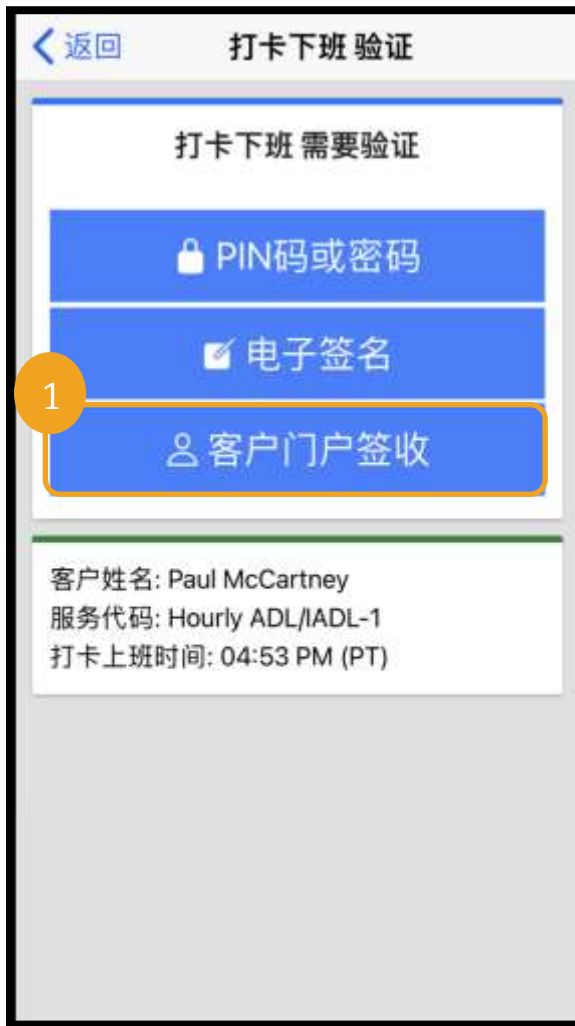 返回 打卡下班 验证
打卡下班 需要验证
PIN码或密码
电子签名
1
客户门户签收
客户姓名: Paul McCartney
服务代码: Hourly ADL/IADL-1
打卡上班时间: 04:53 PM (PT)